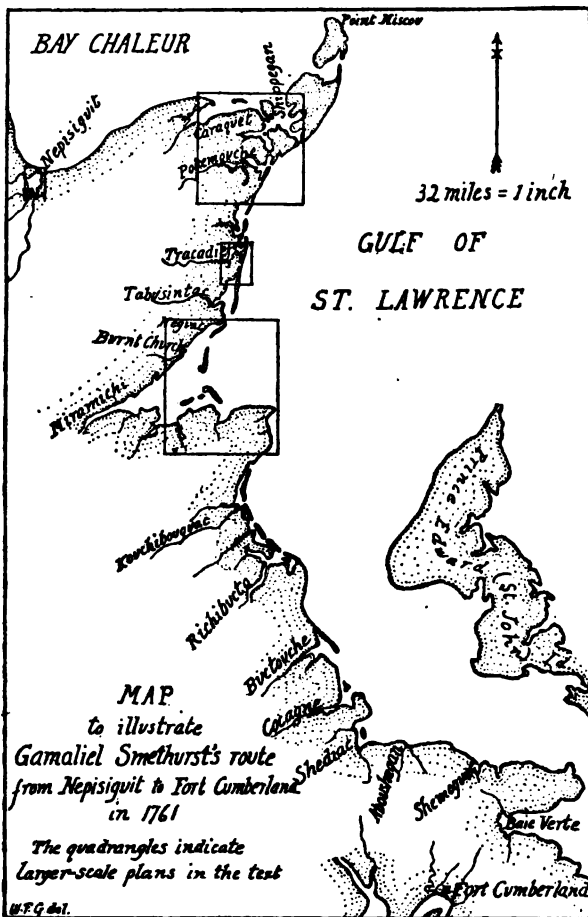 Point Miscou
BAY CHALEUR
Shippegan
Caraquet
Nepisiguit
Pokemouche
32 miles = 1 inch
GULF OF
ST. LAWRENCE
Tracadie
Tabusintac
Neguac
Burnt Church
Miramichi
Prince Edward
(St. John)
Kouchibouguac
Richibucto
Buctouche
Cocagne
Shediac
Aboushagan
Shemogue
Baie Verte
Fort Cumberland
MAP
to illustrate
Gamaliel Smethurst's route
from Nepisiguit to Fort Cumberland
in 1761
The quadrangles indicate
larger-scale plans in the text
W.F.G. del.